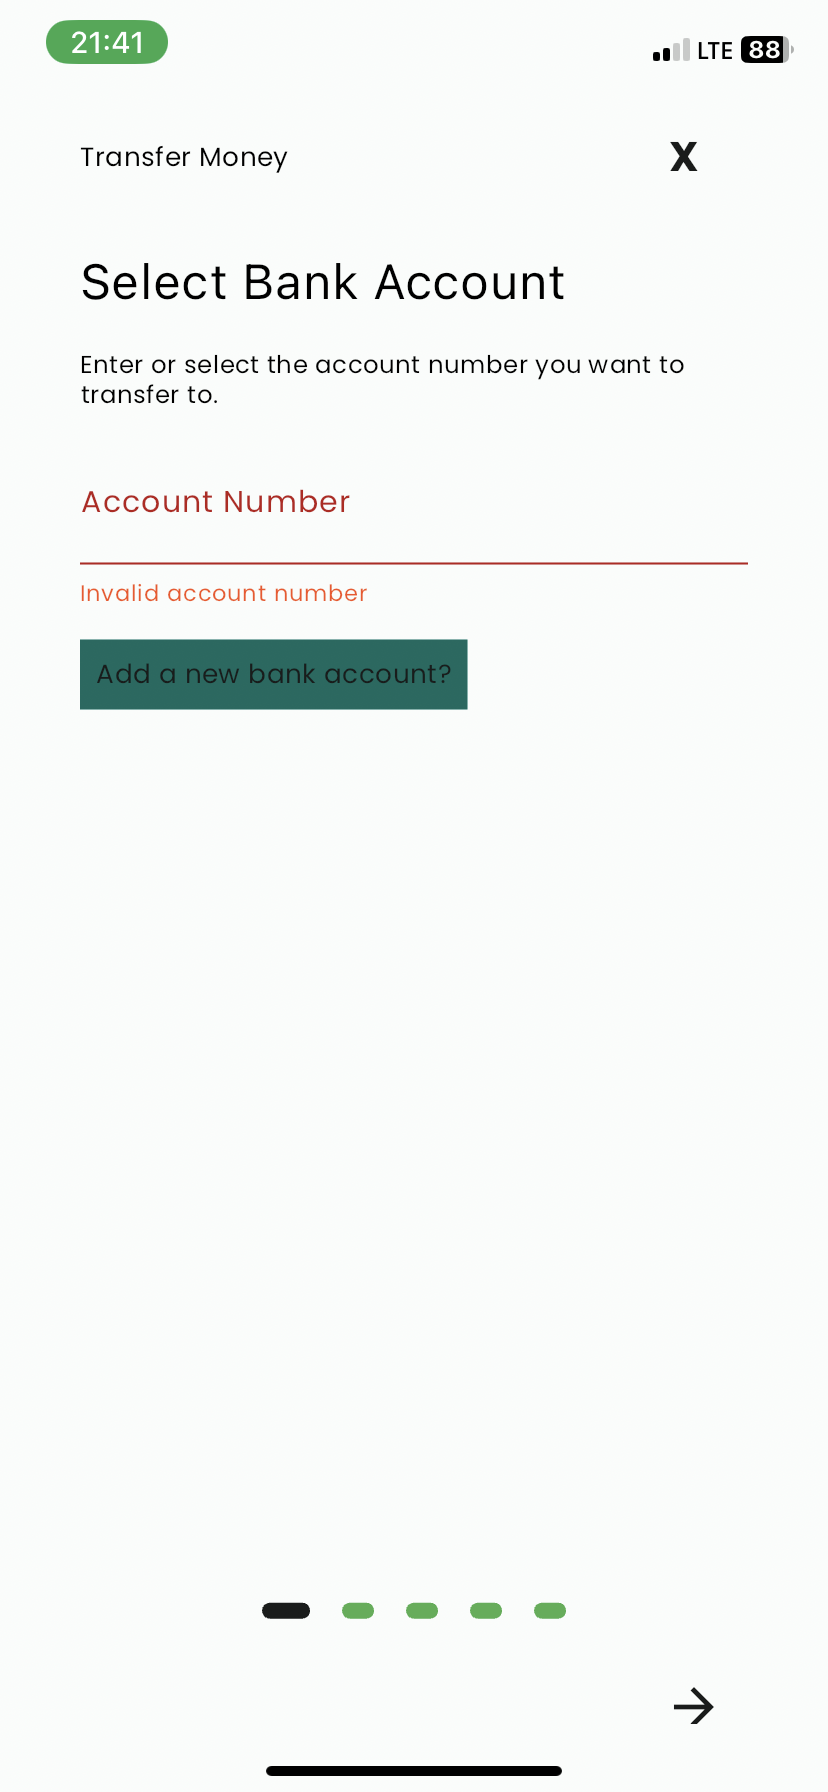 21:41
LTE 88
Transfer Money
X
Select Bank Account
Enter or select the account number you want to
transfer to.
Account Number
Invalid account number
Add a new bank account?